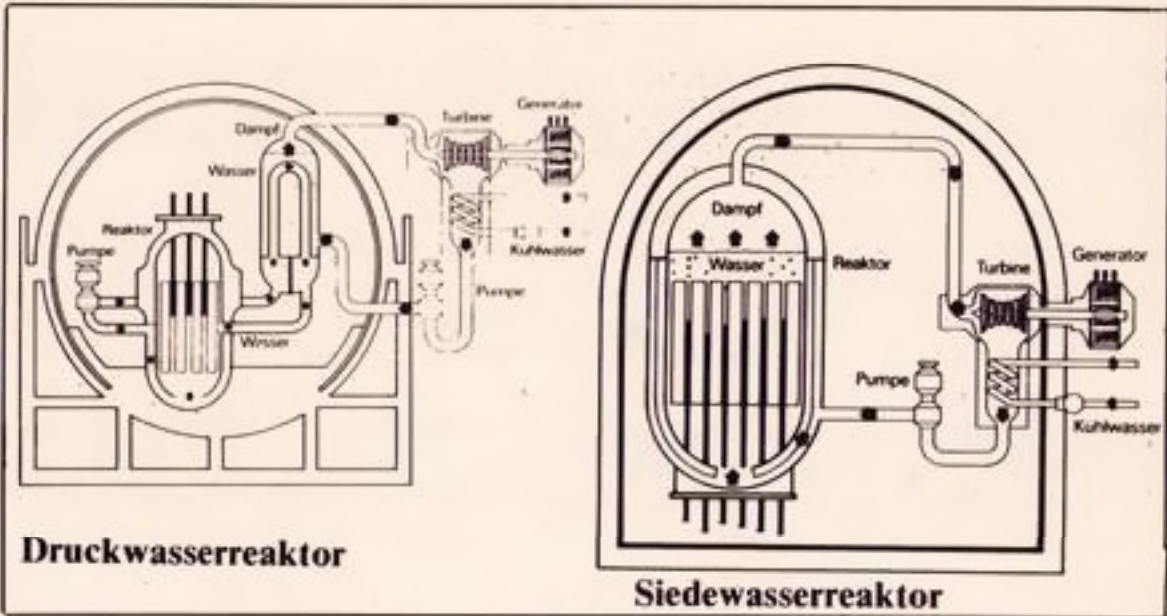 Dampf
Turbine
Generator
Wasser
Reaktor
Pumpe
Kuhlwasser
Pumpe
Wasser
Druckwasserreaktor
Dampf
Wasser
Reaktor
Turbine
Generator
Pumpe
Kuhlwasser
Siedewasserreaktor